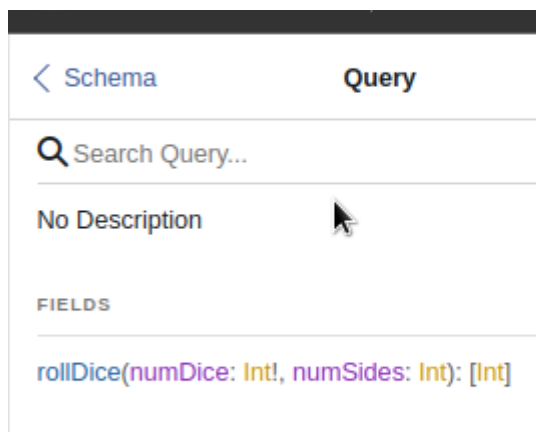 Schema
Query
Search Query...
No Description
FIELDS
rollDice(numDice: Int!, numSides: Int): [Int]